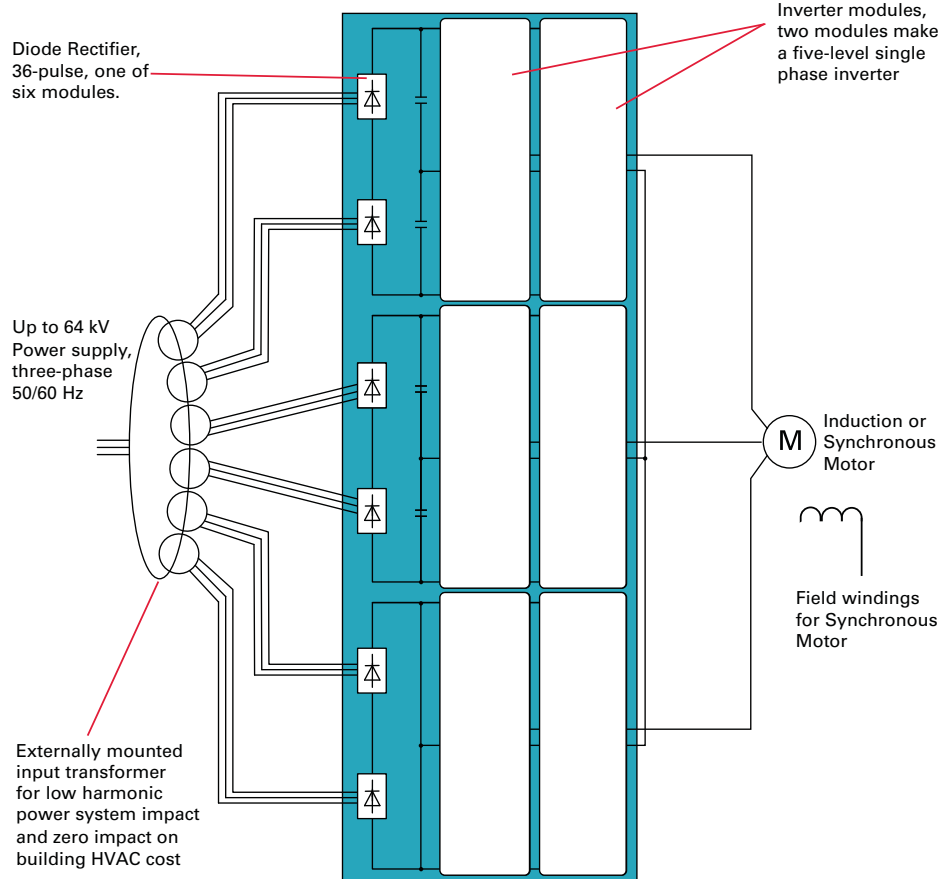 Diode Rectifier,
36-pulse, one of
six modules.
Inverter modules,
two modules make
a five-level single
phase inverter
Up to 64 kV
Power supply,
three-phase
50/60 Hz
M
Induction or
Synchronous
Motor
Field windings
for Synchronous
Motor
Externally mounted
input transformer
for low harmonic
power system impact
and zero impact on
building HVAC cost